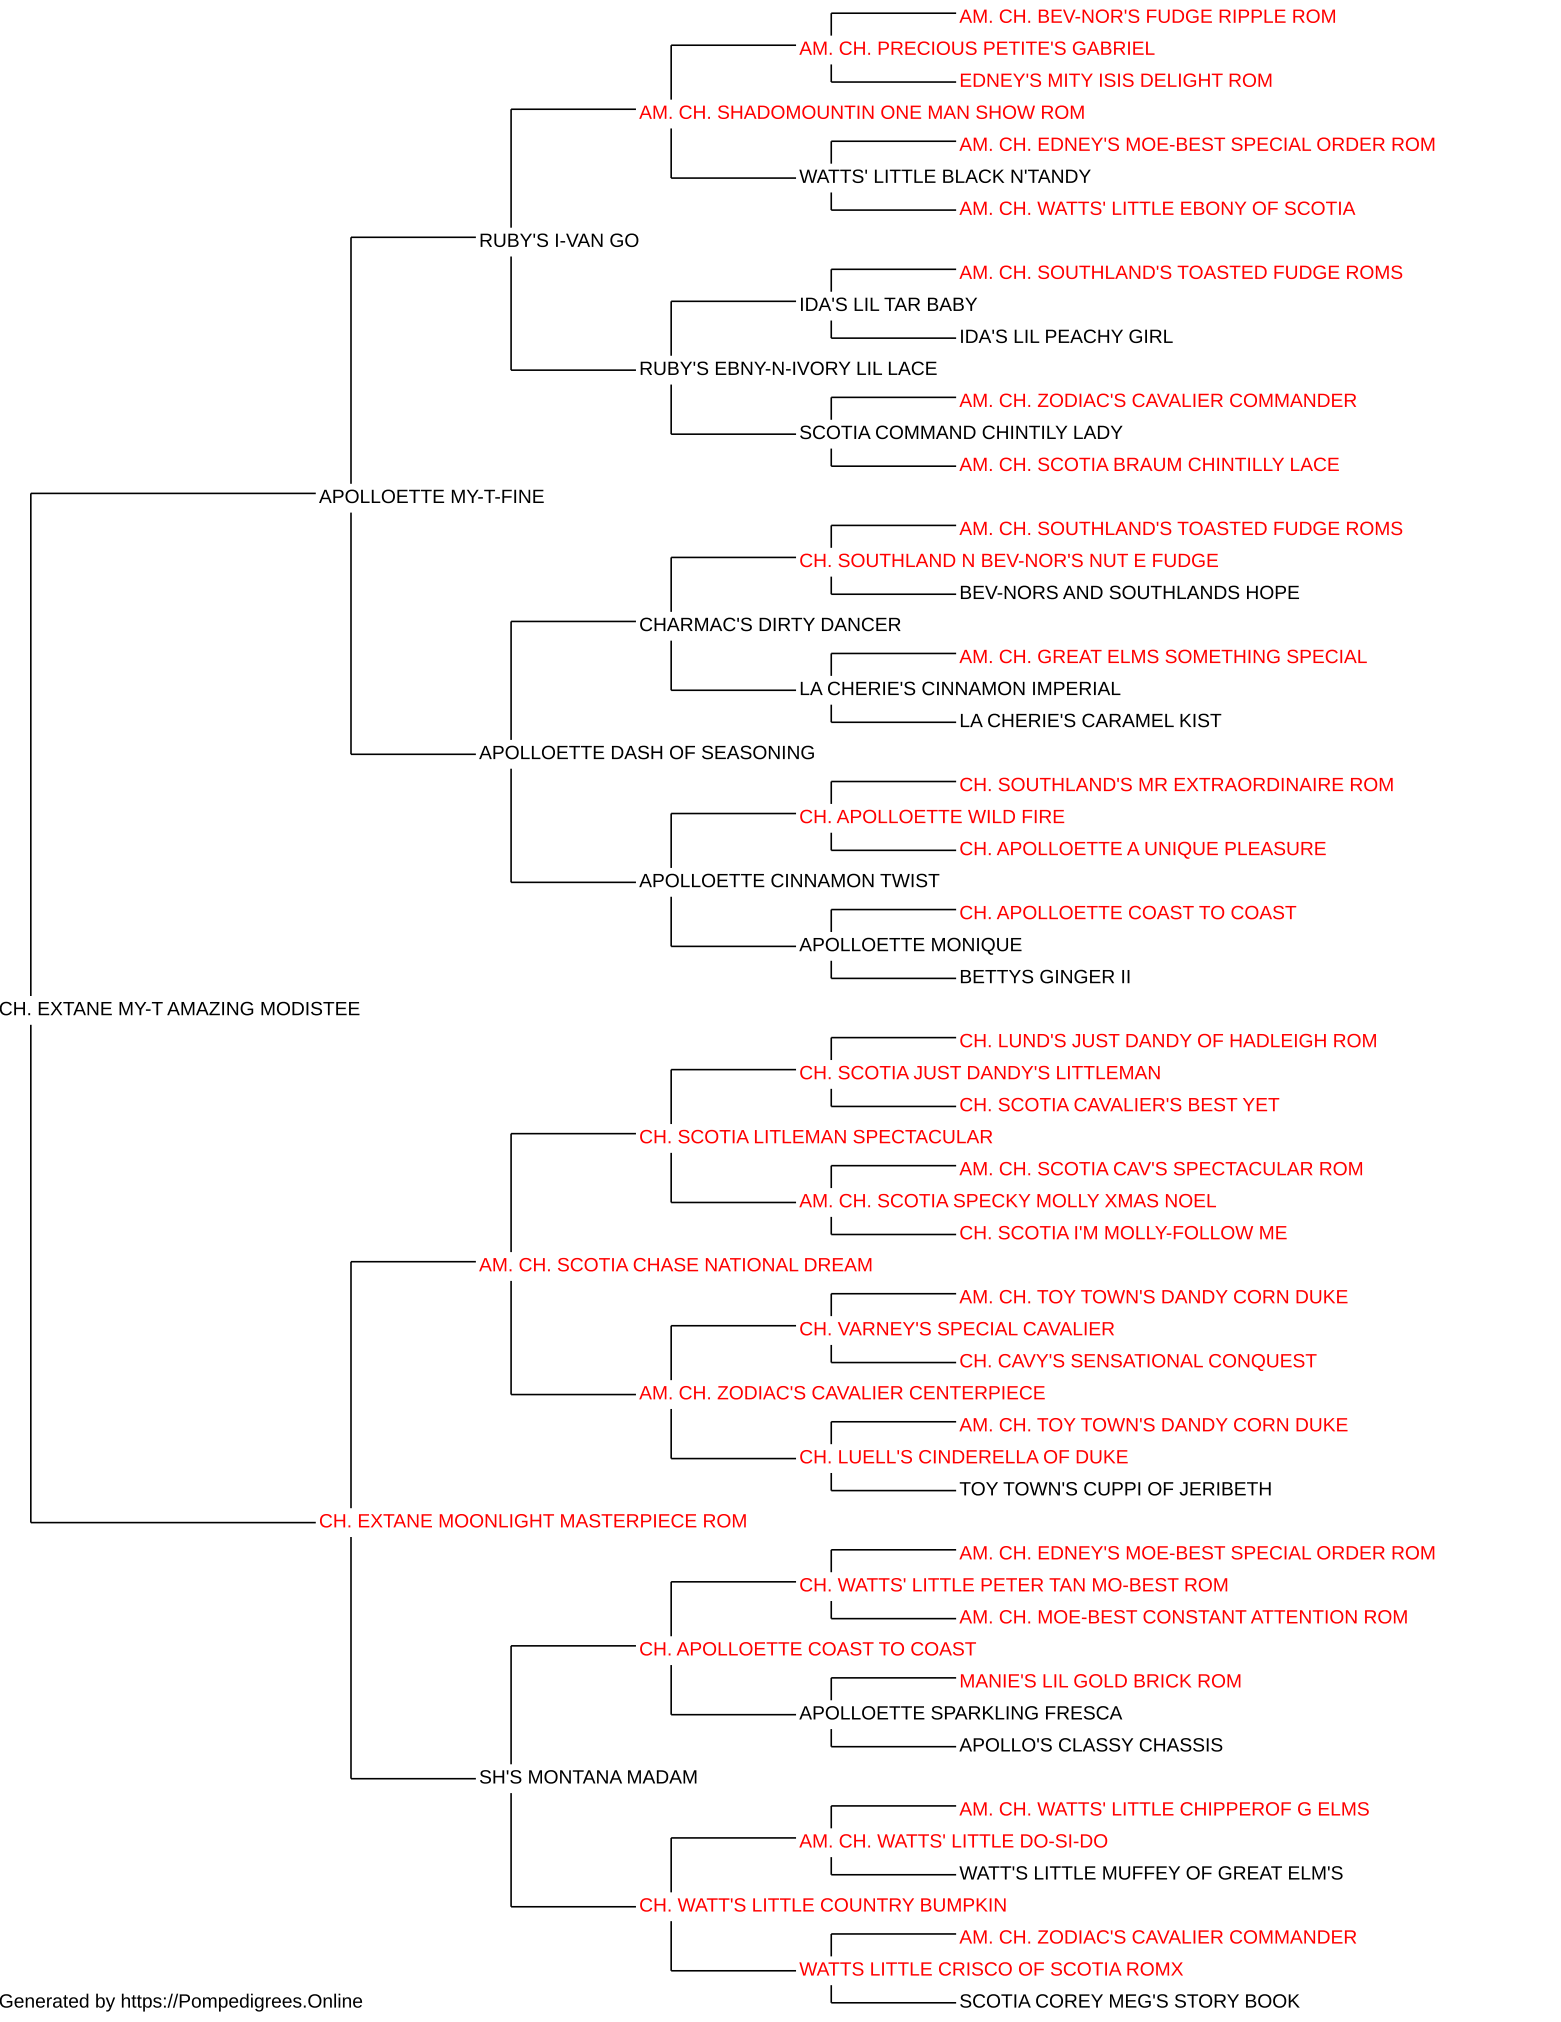 AM. CH. BEV-NOR'S FUDGE RIPPLE ROM
AM. CH. PRECIOUS PETITE'S GABRIEL
EDNEY'S MITY ISIS DELIGHT ROM
AM. CH. SHADOMOUNTIN ONE MAN SHOW ROM
AM. CH. EDNEY'S MOE-BEST SPECIAL ORDER ROM
WATTS' LITTLE BLACK N'TANDY
AM. CH. WATTS' LITTLE EBONY OF SCOTIA
RUBY'S I-VAN GO
AM. CH. SOUTHLAND'S TOASTED FUDGE ROMS
IDA'S LIL TAR BABY
IDA'S LIL PEACHY GIRL
RUBY'S EBNY-N-IVORY LIL LACE
AM. CH. ZODIAC'S CAVALIER COMMANDER
SCOTIA COMMAND CHINTILY LADY
AM. CH. SCOTIA BRAUM CHINTILLY LACE
APOLLOETTE MY-T-FINE
AM. CH. SOUTHLAND'S TOASTED FUDGE ROMS
CH. SOUTHLAND N BEV-NOR'S NUT E FUDGE
BEV-NORS AND SOUTHLANDS HOPE
CHARMAC'S DIRTY DANCER
AM. CH. GREAT ELMS SOMETHING SPECIAL
LA CHERIE'S CINNAMON IMPERIAL
LA CHERIE'S CARAMEL KIST
APOLLOETTE DASH OF SEASONING
CH. SOUTHLAND'S MR EXTRAORDINAIRE ROM
CH. APOLLOETTE WILD FIRE
CH. APOLLOETTE A UNIQUE PLEASURE
APOLLOETTE CINNAMON TWIST
CH. APOLLOETTE COAST TO COAST
APOLLOETTE MONIQUE
BETTYS GINGER II
CH. EXTANE MY-T AMAZING MODISTEE
CH. LUND'S JUST DANDY OF HADLEIGH ROM
CH. SCOTIA JUST DANDY'S LITTLEMAN
CH. SCOTIA CAVALIER'S BEST YET
CH. SCOTIA LITLEMAN SPECTACULAR
AM. CH. SCOTIA CAV'S SPECTACULAR ROM
AM. CH. SCOTIA SPECKY MOLLY XMAS NOEL
CH. SCOTIA I'M MOLLY-FOLLOW ME
AM. CH. SCOTIA CHASE NATIONAL DREAM
AM. CH. TOY TOWN'S DANDY CORN DUKE
CH. VARNEY'S SPECIAL CAVALIER
CH. CAVY'S SENSATIONAL CONQUEST
AM. CH. ZODIAC'S CAVALIER CENTERPIECE
AM. CH. TOY TOWN'S DANDY CORN DUKE
CH. LUELL'S CINDERELLA OF DUKE
TOY TOWN'S CUPPI OF JERIBETH
CH. EXTANE MOONLIGHT MASTERPIECE ROM
AM. CH. EDNEY'S MOE-BEST SPECIAL ORDER ROM
CH. WATTS' LITTLE PETER TAN MO-BEST ROM
AM. CH. MOE-BEST CONSTANT ATTENTION ROM
CH. APOLLOETTE COAST TO COAST
MANIE'S LIL GOLD BRICK ROM
APOLLOETTE SPARKLING FRESCA
APOLLO'S CLASSY CHASSIS
SH'S MONTANA MADAM
AM. CH. WATTS' LITTLE CHIPPEROF G ELMS
AM. CH. WATTS' LITTLE DO-SI-DO
WATT'S LITTLE MUFFEY OF GREAT ELM'S
CH. WATT'S LITTLE COUNTRY BUMPKIN
AM. CH. ZODIAC'S CAVALIER COMMANDER
WATTS LITTLE CRISCO OF SCOTIA ROMX
SCOTIA COREY MEG'S STORY BOOK
Generated by https://Pompedigrees.Online